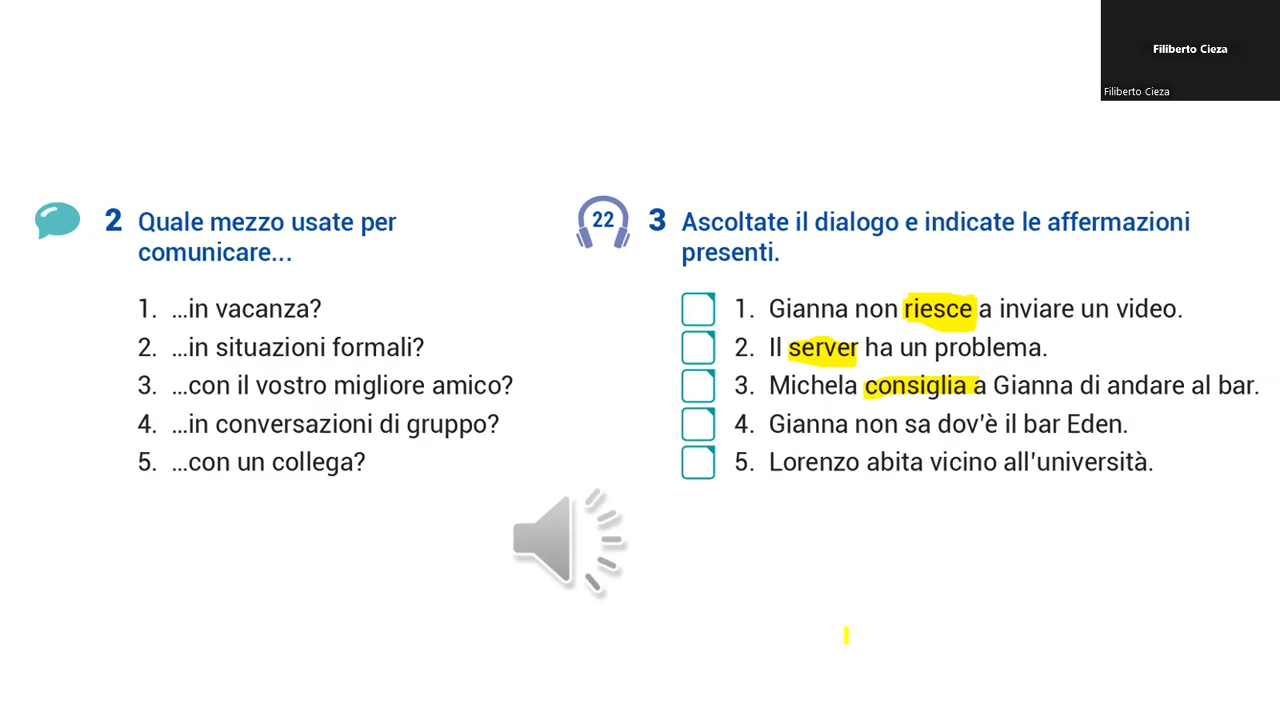 Filiberto Cieza
Filiberto Cieza
2 Quale mezzo usate per
comunicare...
1. ...in vacanza?
2. ...in situazioni formali?
3. ...con il vostro migliore amico?
4. ...in conversazioni di gruppo?
5. ...con un collega?
22
3 Ascoltate il dialogo e indicate le affermazioni
presenti.
1. Gianna non riesce a inviare un video.
2. Il server ha un problema.
3. Michela consiglia a Gianna di andare al bar.
4. Gianna non sa dov'è il bar Eden.
5. Lorenzo abita vicino all'università.